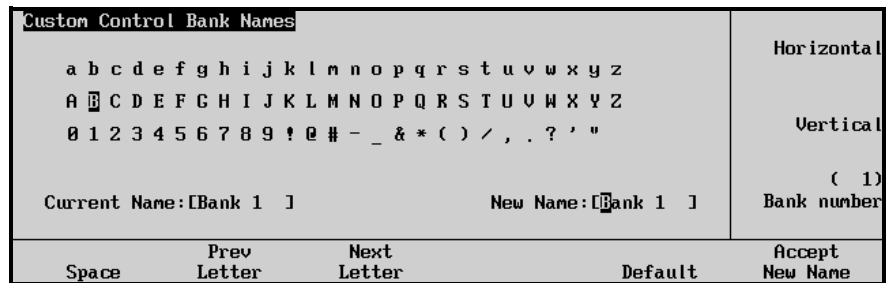 Custom Control Bank Names
Horizontal
a b c d e f g h i j k l m n o p q r s t u v w x y z
A B C D E F G H I J K L M N O P Q R S T U V W X Y Z
0 1 2 3 4 5 6 7 8 9 ! @ # - _ & * ( ) / , . ? ' "
Vertical
( 1)
Bank number
Current Name:[Bank 1 ] New Name:[Bank 1 ]
Space
Prev Letter
Next Letter
Default
Accept New Name